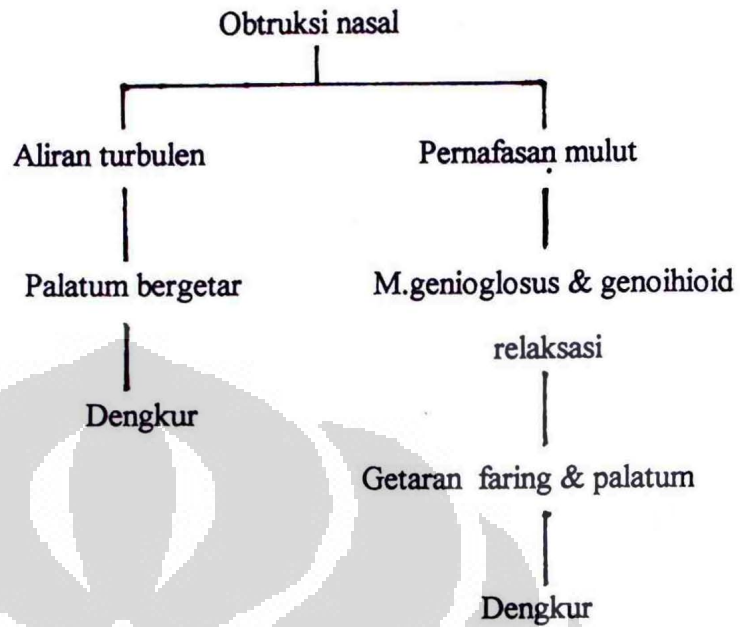 Obtruksi nasal
Aliran turbulen
Pernafasan mulut
Palatum bergetar
M.genioglosus & genoihioid
relaksasi
Dengkur
Getaran faring & palatum
Dengkur